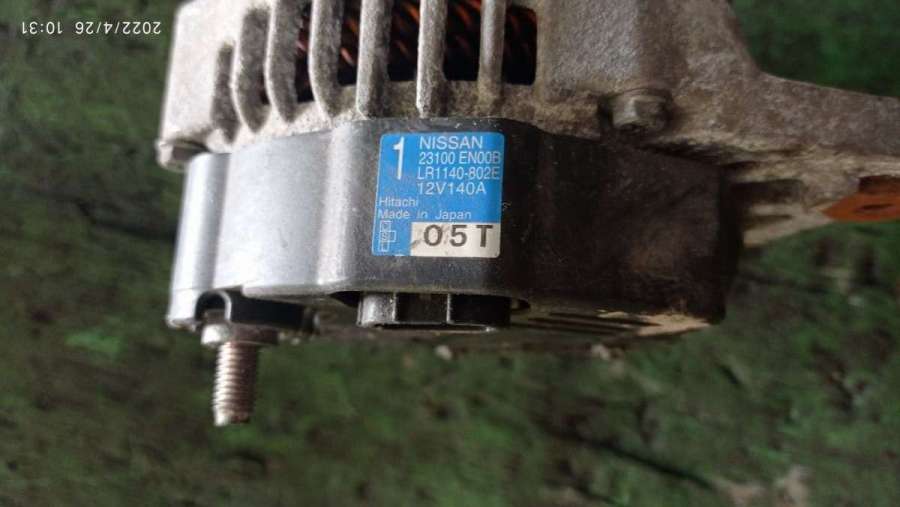 2022/4/26 10:31
1
NISSAN
23100 EN00B
LR1140-802E
12V140A
Hitachi
Made in Japan
05T